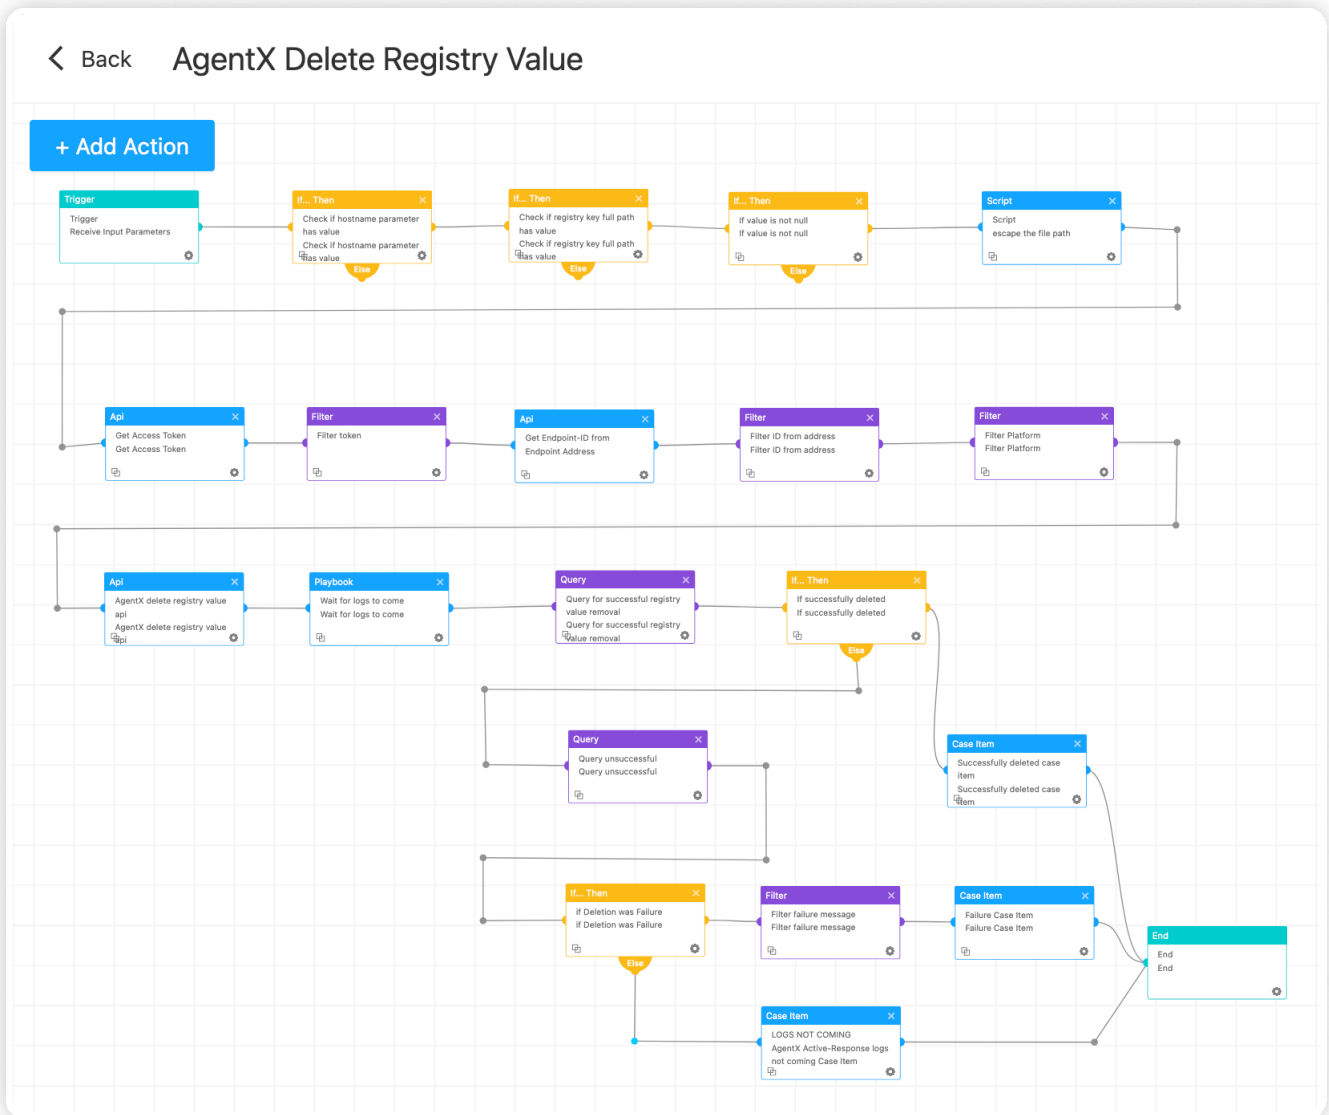 Back AgentX Delete Registry Value
+ Add Action
Trigger
Trigger
Receive Input Parameters
If... Then
Check if hostname parameter
has value
Check if hostname parameter
has value
Else
If... Then
Check if registry key full path
has value
Check if registry key full path
has value
Else
If... Then
If value is not null
If value is not null
Else
Script
Script
escape the file path
Api
Get Access Token
Get Access Token
Filter
Filter token
Api
Get Endpoint-ID from
Endpoint Address
Filter
Filter ID from address
Filter ID from address
Filter
Filter Platform
Filter Platform
Api
AgentX delete registry value
api
AgentX delete registry value
api
Playbook
Wait for logs to come
Wait for logs to come
Query
Query for successful registry
value removal
Query for successful registry
value removal
If... Then
If successfully deleted
If successfully deleted
Else
Query
Query unsuccessful
Query unsuccessful
Case Item
Successfully deleted case
item
Successfully deleted case
item
If... Then
if Deletion was Failure
if Deletion was Failure
Else
Filter
Filter failure message
Filter failure message
Case Item
Failure Case Item
Failure Case Item
End
End
End
Case Item
LOGS NOT COMING
AgentX Active-Response logs
not coming Case Item